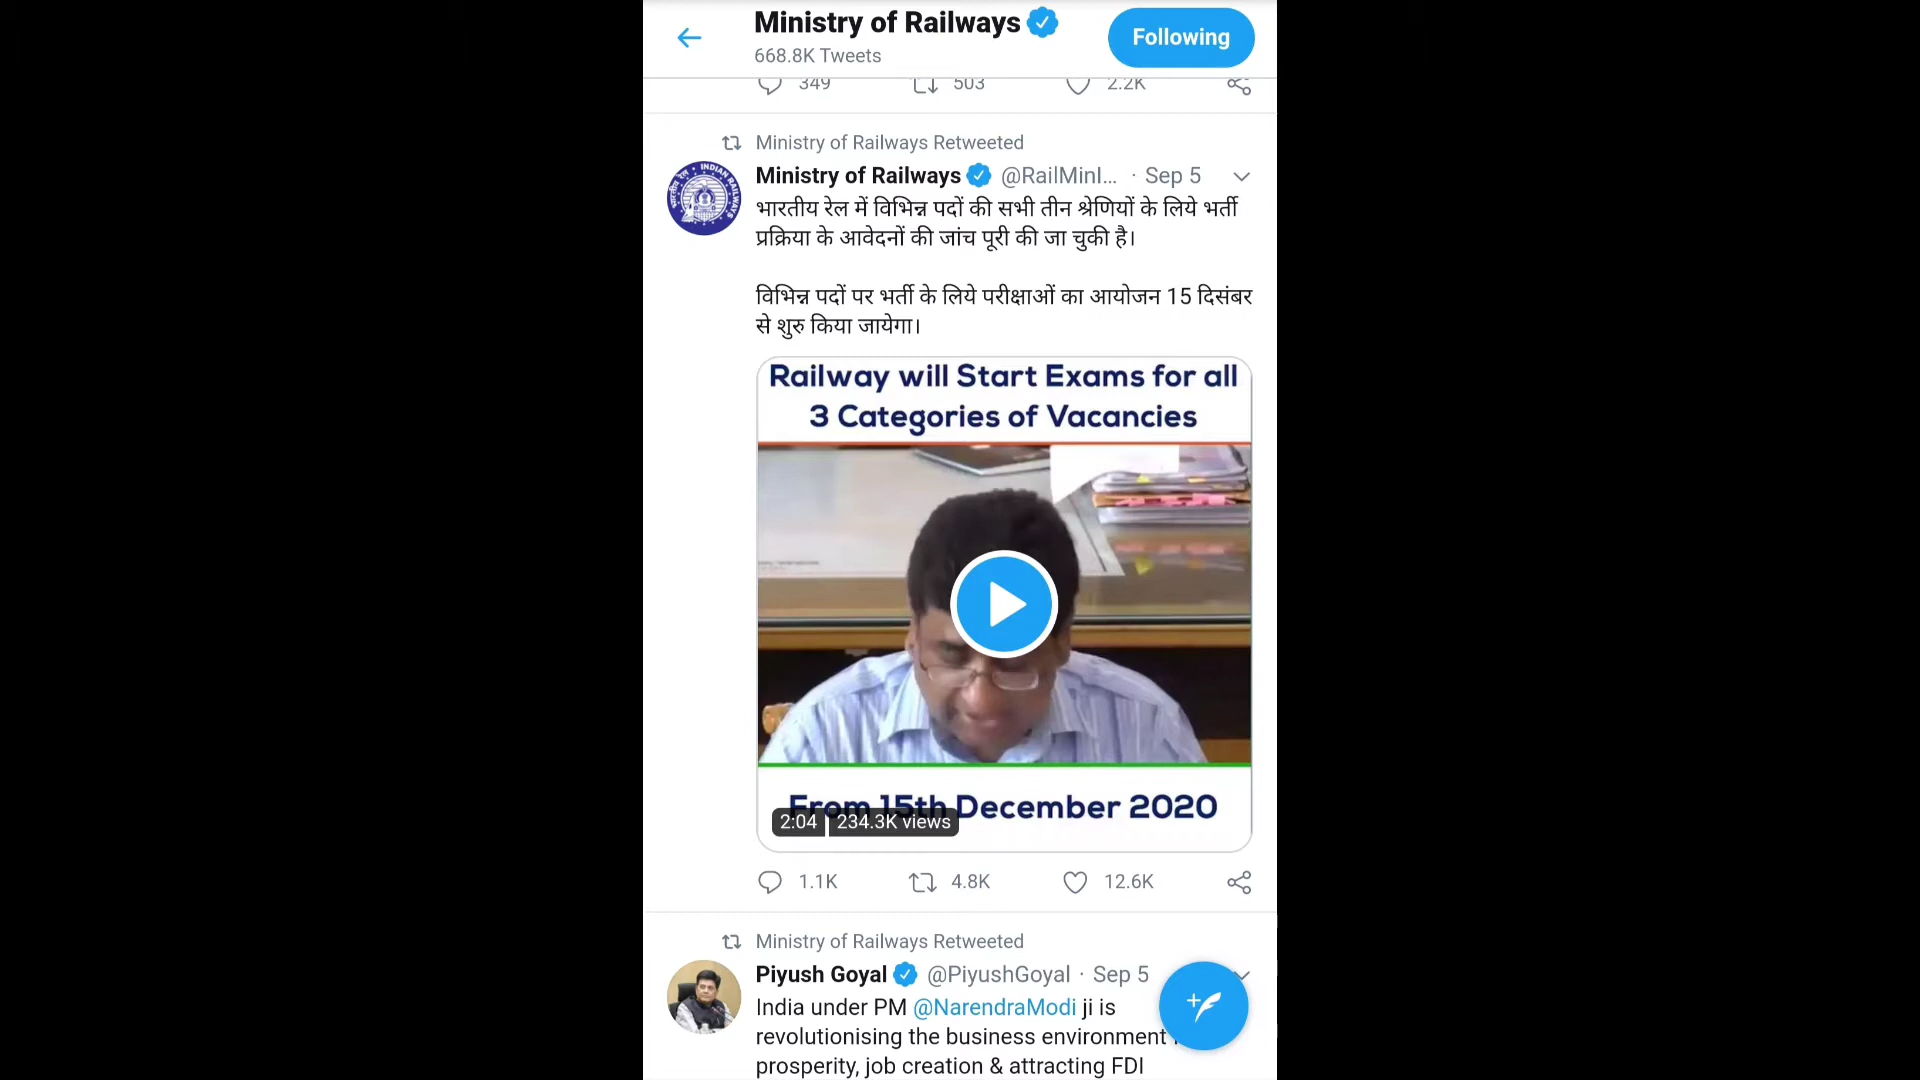 Ministry of Railways
668.8K Tweets
Following
349 503 2.2K
Ministry of Railways Retweeted
Ministry of Railways @RailMinI... · Sep 5
भारतीय रेल में विभिन्न पदों की सभी तीन श्रेणियों के लिये भर्ती
प्रक्रिया के आवेदनों की जांच पूरी की जा चुकी है।
विभिन्न पदों पर भर्ती के लिये परीक्षाओं का आयोजन 15 दिसंबर
से शुरु किया जायेगा।
Railway will Start Exams for all
3 Categories of Vacancies
From 15th December 2020
2:04 234.3K views
1.1K 4.8K 12.6K
Ministry of Railways Retweeted
Piyush Goyal @PiyushGoyal · Sep 5
India under PM @NarendraModi ji is
revolutionising the business environment
prosperity, job creation & attracting FDI